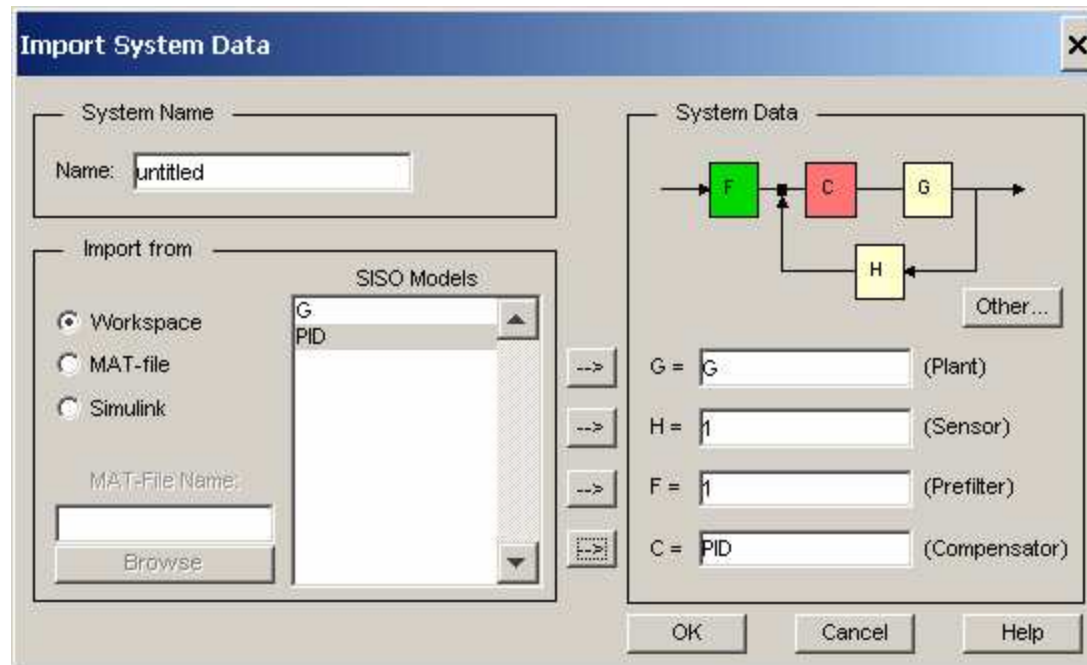 Import System Data
System Name
Name: untitled
Import from
Workspace
MAT-file
Simulink
MAT-File Name:
Browse
SISO Models
G
PID
-->
-->
-->
-->
System Data
F
C
G
H
Other...
G = G (Plant)
H = 1 (Sensor)
F = 1 (Prefilter)
C = PID (Compensator)
OK
Cancel
Help